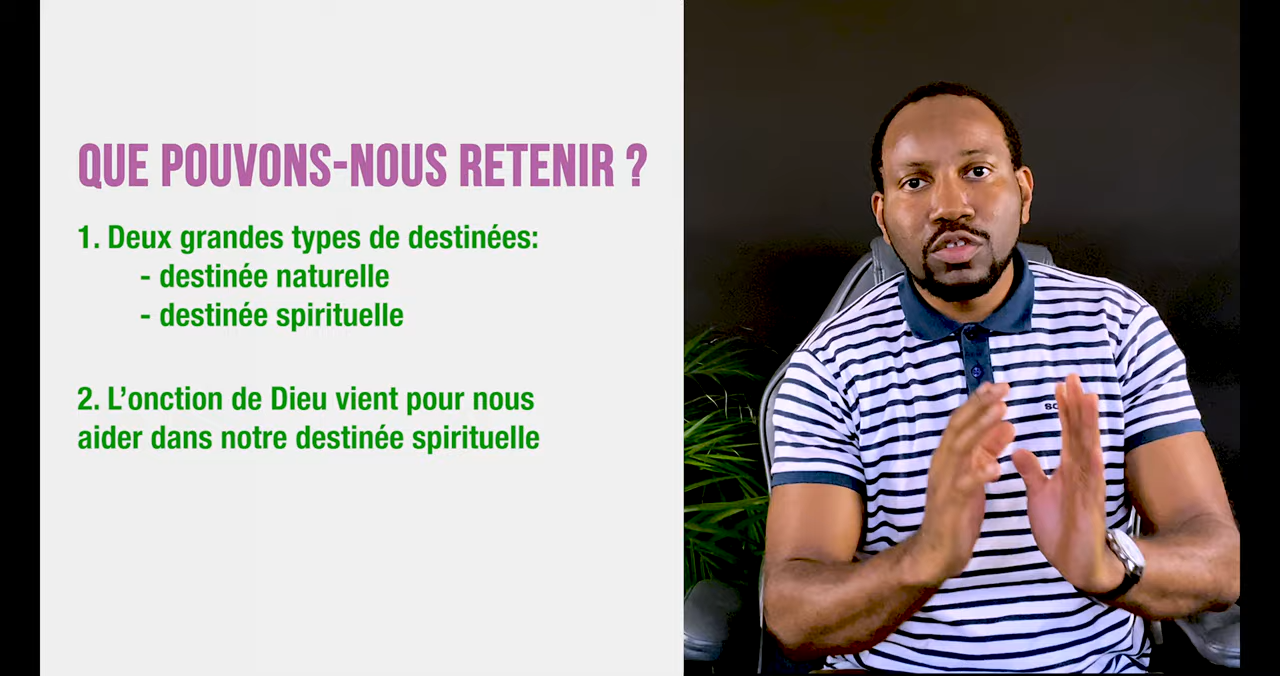 QUE POUVONS-NOUS RETENIR ?
1. Deux grandes types de destinées:
- destinée naturelle
- destinée spirituelle
2. L’onction de Dieu vient pour nous
aider dans notre destinée spirituelle